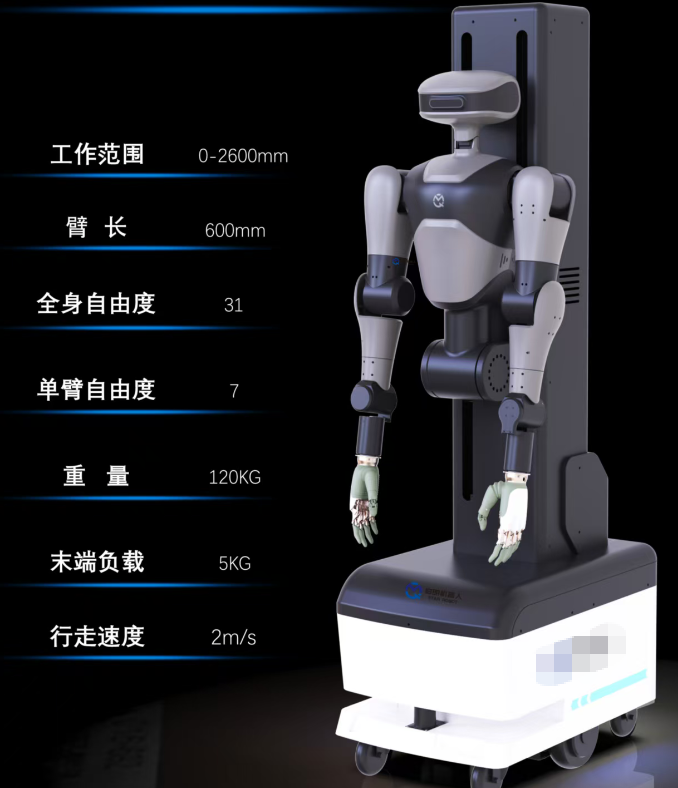 工作范围 0-2600mm
臂 长 600mm
全身自由度 31
单臂自由度 7
重 量 120KG
末端负载 5KG
行走速度 2m/s